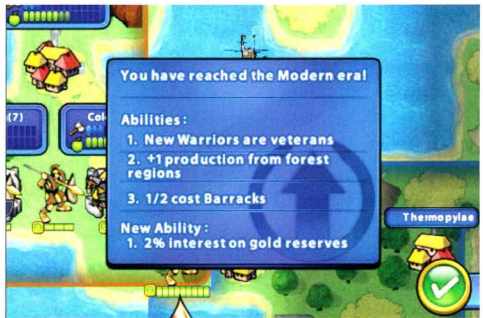 You have reached the Modern era!
(7)
Col
Abilities:
1. New Warriors are veterans
2. +1 production from forest
regions
3. 1/2 cost Barracks
New Ability:
1. 2% interest on gold reserves
Thermopylae